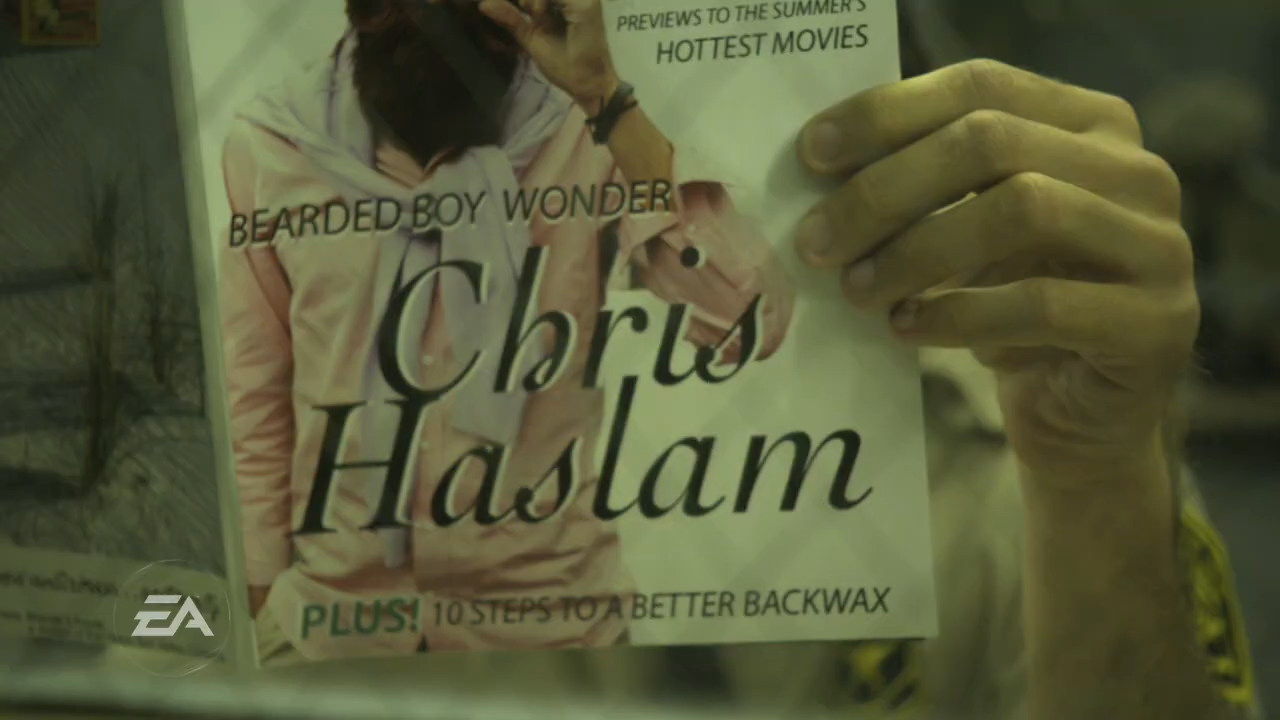 PREVIEWS TO THE SUMMER'S
HOTTEST MOVIES
BEARDED BOY WONDER
Chris
Haslam
PLUS! 10 STEPS TO A BETTER BACKWAX
EA